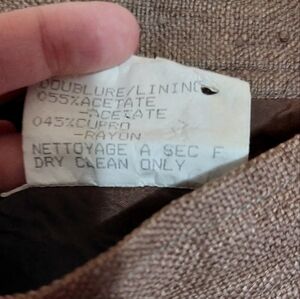 DOUBLURE/LINING
055%ACETATE
-ACETATE
045%CUPRO
-RAYON
NETTOYAGE A SEC F
DRY CLEAN ONLY